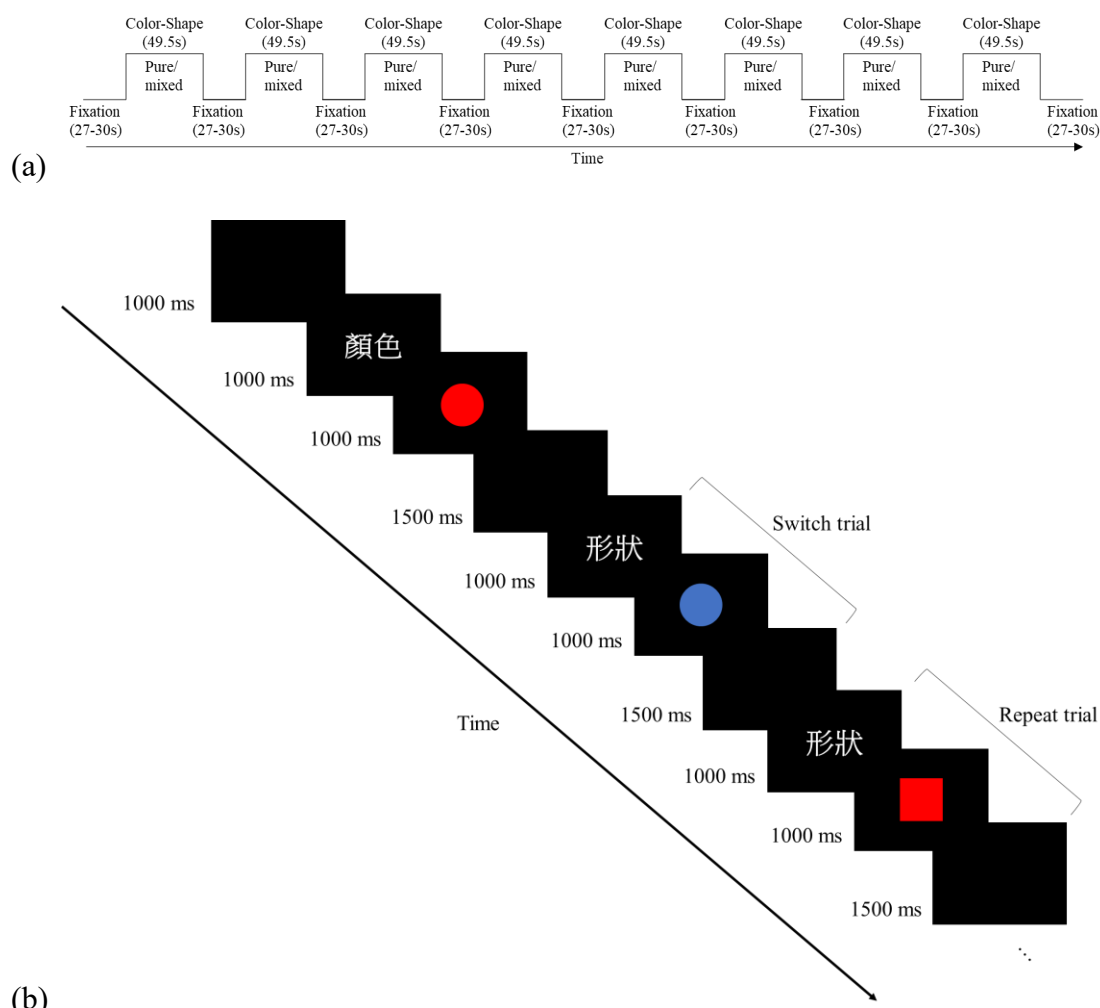 Color-Shape Color-Shape Color-Shape Color-Shape Color-Shape Color-Shape Color-Shape Color-Shape
(49.5s) (49.5s) (49.5s) (49.5s) (49.5s) (49.5s) (49.5s) (49.5s)
Pure/ Pure/ Pure/ Pure/ Pure/ Pure/ Pure/ Pure/
mixed mixed mixed mixed mixed mixed mixed mixed
Fixation Fixation Fixation Fixation Fixation Fixation Fixation Fixation Fixation
(27-30s) (27-30s) (27-30s) (27-30s) (27-30s) (27-30s) (27-30s) (27-30s) (27-30s)
Time
(a)
1000 ms
顏色
1000 ms
1000 ms
1500 ms
Switch trial
形狀
1000 ms
1000 ms
1500 ms
Repeat trial
Time
形狀
1000 ms
1000 ms
1500 ms
(b)